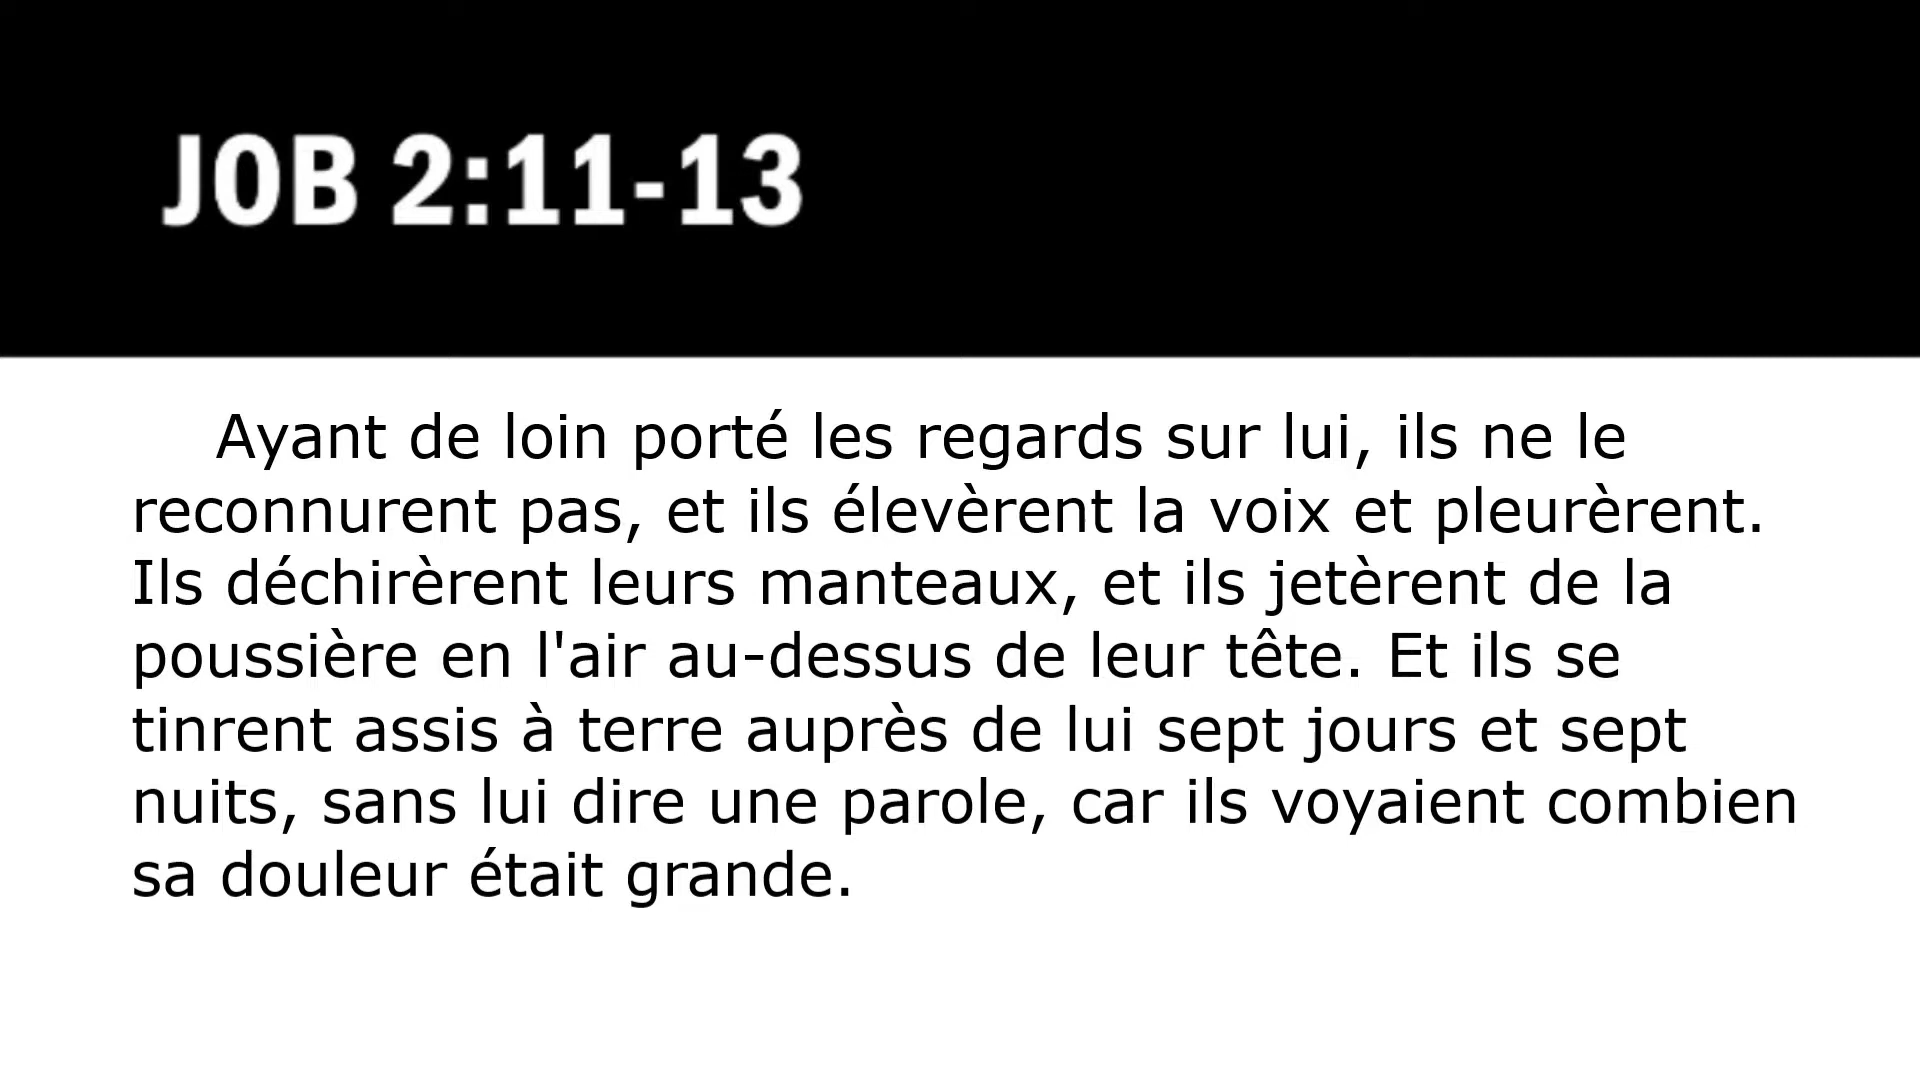 JOB 2:11-13
Ayant de loin porté les regards sur lui, ils ne le
reconnurent pas, et ils élevèrent la voix et pleurèrent.
Ils déchirèrent leurs manteaux, et ils jetèrent de la
poussière en l'air au-dessus de leur tête. Et ils se
tinrent assis à terre auprès de lui sept jours et sept
nuits, sans lui dire une parole, car ils voyaient combien
sa douleur était grande.